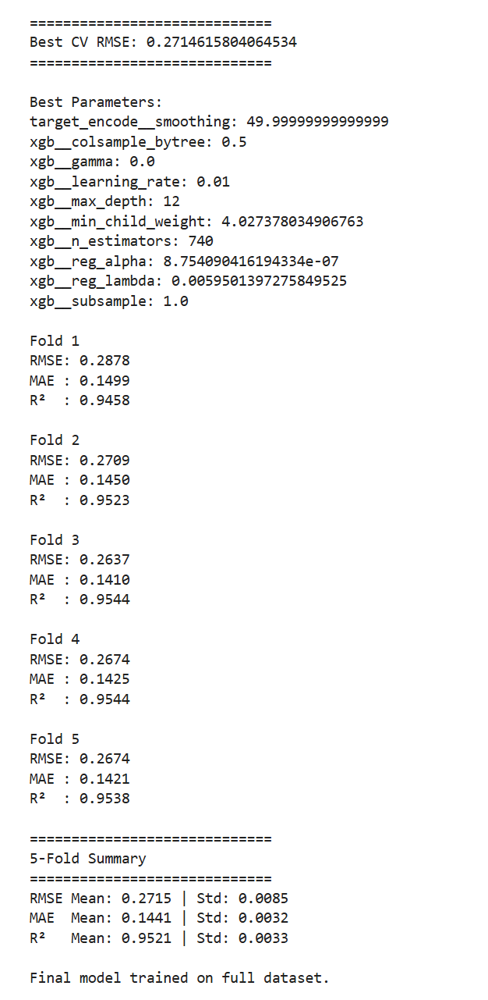 =============================
Best CV RMSE: 0.2714615804064534
=============================
Best Parameters:
target_encode__smoothing: 49.99999999999999
xgb__colsample_bytree: 0.5
xgb__gamma: 0.0
xgb__learning_rate: 0.01
xgb__max_depth: 12
xgb__min_child_weight: 4.027378034906763
xgb__n_estimators: 740
xgb__reg_alpha: 8.754090416194334e-07
xgb__reg_lambda: 0.0059501397275849525
xgb__subsample: 1.0
Fold 1
RMSE: 0.2878
MAE : 0.1499
R²  : 0.9458
Fold 2
RMSE: 0.2709
MAE : 0.1450
R²  : 0.9523
Fold 3
RMSE: 0.2637
MAE : 0.1410
R²  : 0.9544
Fold 4
RMSE: 0.2674
MAE : 0.1425
R²  : 0.9544
Fold 5
RMSE: 0.2674
MAE : 0.1421
R²  : 0.9538
=============================
5-Fold Summary
=============================
RMSE Mean: 0.2715 | Std: 0.0085
MAE  Mean: 0.1441 | Std: 0.0032
R²   Mean: 0.9521 | Std: 0.0033
Final model trained on full dataset.